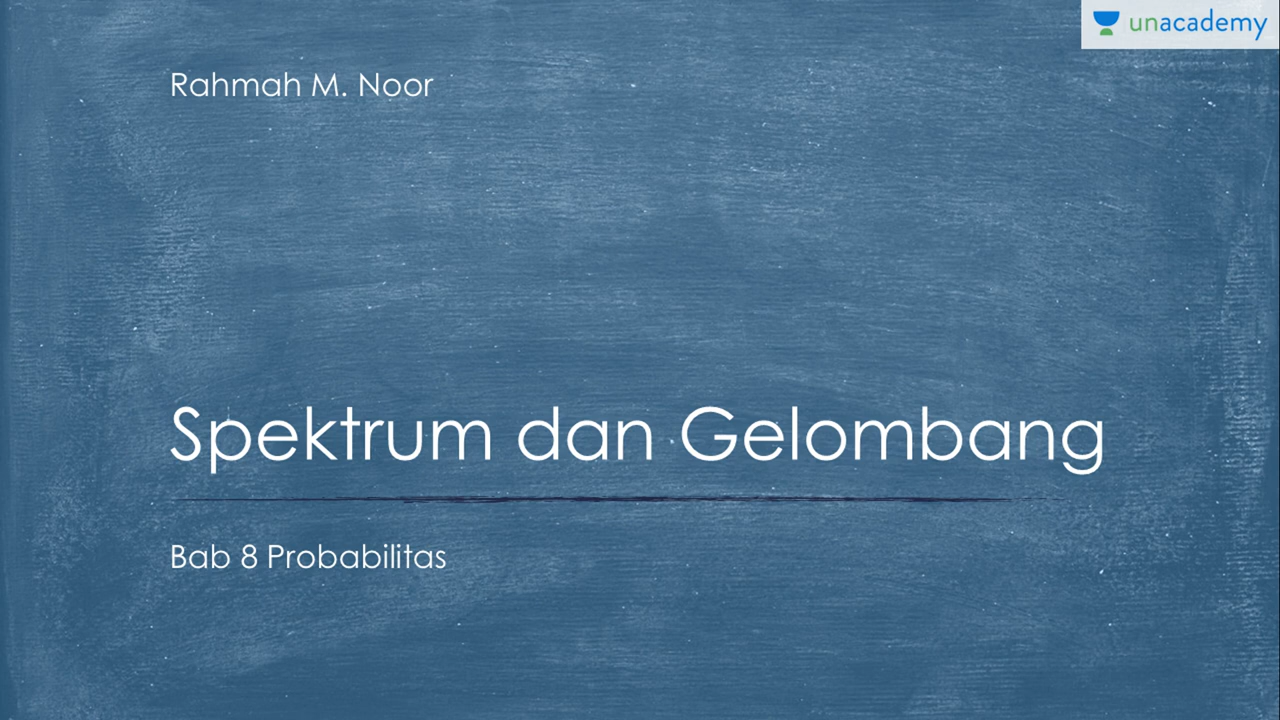 unacademy
Rahmah M. Noor
Spektrum dan Gelombang
Bab 8 Probabilitas